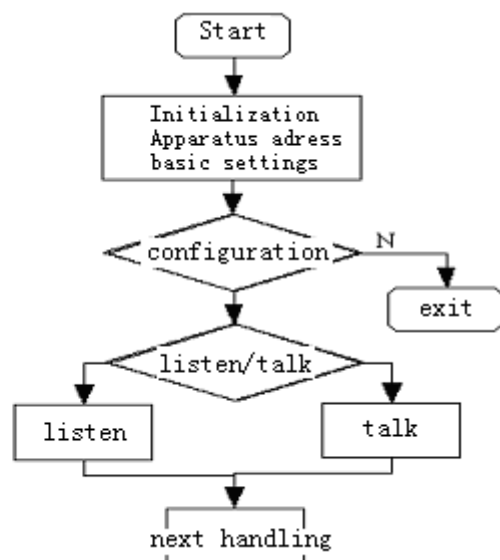 Start
Initialization
Apparatus adress
basic settings
configuration
N
exit
listen/talk
listen
talk
next handling